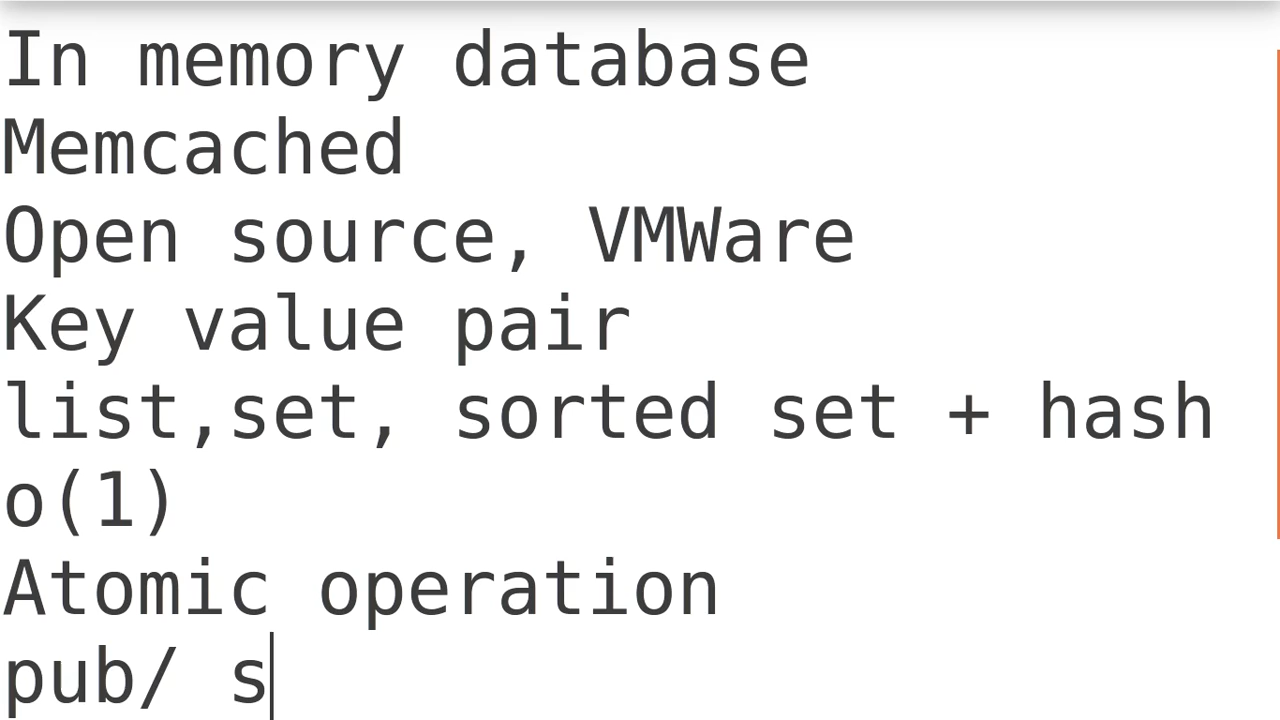 In memory database
Memcached
Open source, VMWare
Key value pair
list,set, sorted set + hash
o(1)
Atomic operation
pub/ s